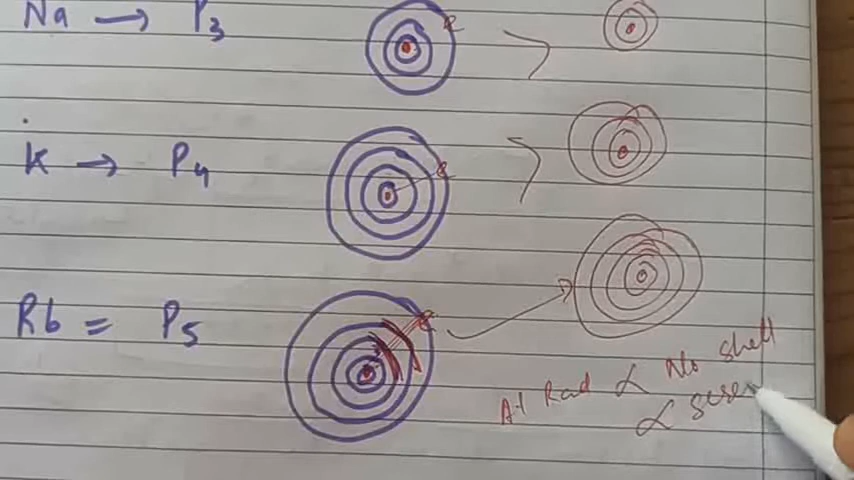 Na → P3
K → P4
Rb = P5
At Rad ∝ No shell
∝ scree